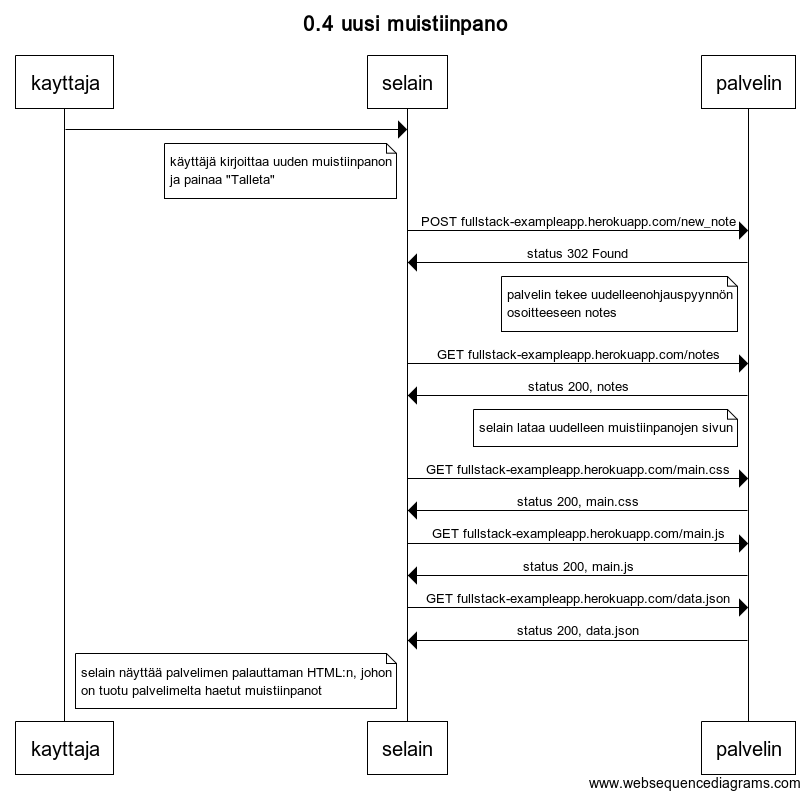 0.4 uusi muistiinpano
kayttaja
selain
palvelin
käyttäjä kirjoittaa uuden muistiinpanon
ja painaa "Talleta"
POST fullstack-exampleapp.herokuapp.com/new_note
status 302 Found
palvelin tekee uudelleenohjauspyynnön
osoitteeseen notes
GET fullstack-exampleapp.herokuapp.com/notes
status 200, notes
selain lataa uudelleen muistiinpanojen sivun
GET fullstack-exampleapp.herokuapp.com/main.css
status 200, main.css
GET fullstack-exampleapp.herokuapp.com/main.js
status 200, main.js
GET fullstack-exampleapp.herokuapp.com/data.json
status 200, data.json
selain näyttää palvelimen palauttaman HTML:n, johon
on tuotu palvelimelta haetut muistiinpanot
kayttaja
selain
palvelin
www.websequencediagrams.com